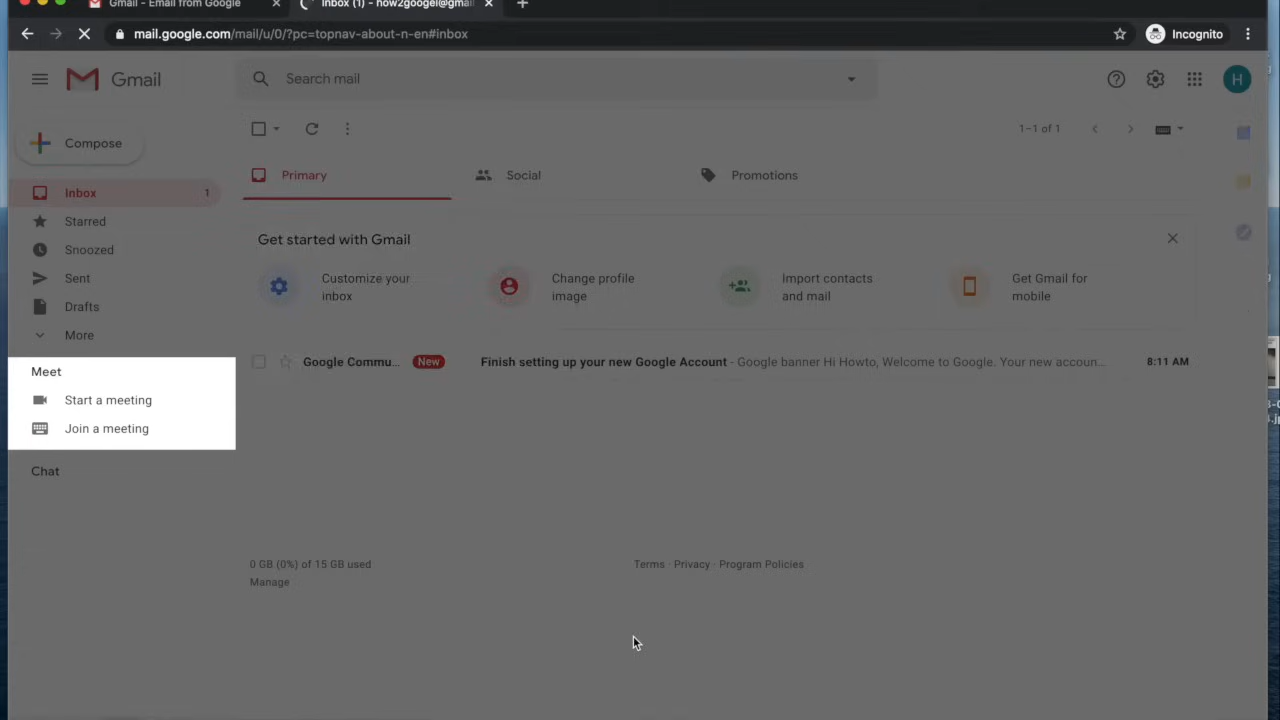 Gmail - Email from Google
Inbox (1) - how2googel@gmai
mail.google.com/mail/u/0/?pc=topnav-about-n-en#inbox
Incognito
Gmail
Search mail
H
Compose
1–1 of 1
Primary
Social
Promotions
Inbox
1
Starred
Snoozed
Sent
Drafts
More
Get started with Gmail
Customize your
inbox
Change profile
image
Import contacts
and mail
Get Gmail for
mobile
Google Commu... New Finish setting up your new Google Account - Google banner Hi Howto, Welcome to Google. Your new accoun... 8:11 AM
Meet
Start a meeting
Join a meeting
Chat
0 GB (0%) of 15 GB used
Manage
Terms · Privacy · Program Policies